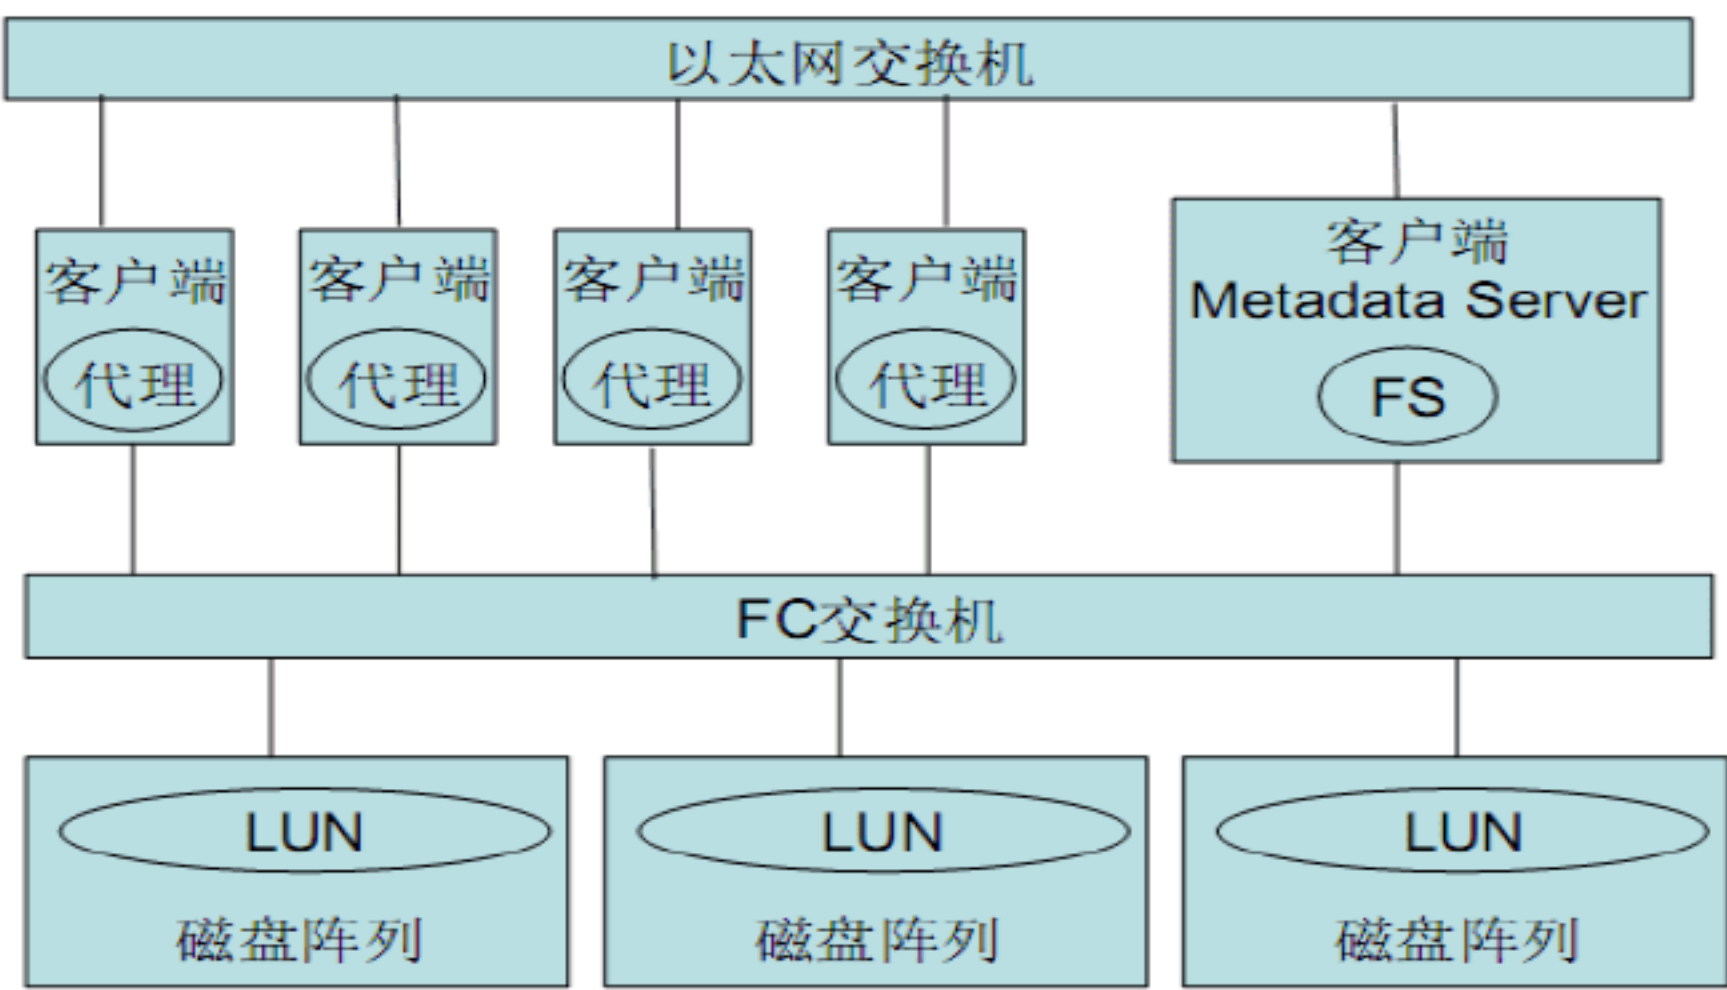 以太网交换机
客户端
代理
客户端
代理
客户端
代理
客户端
代理
客户端
Metadata Server
FS
FC交换机
LUN
磁盘阵列
LUN
磁盘阵列
LUN
磁盘阵列